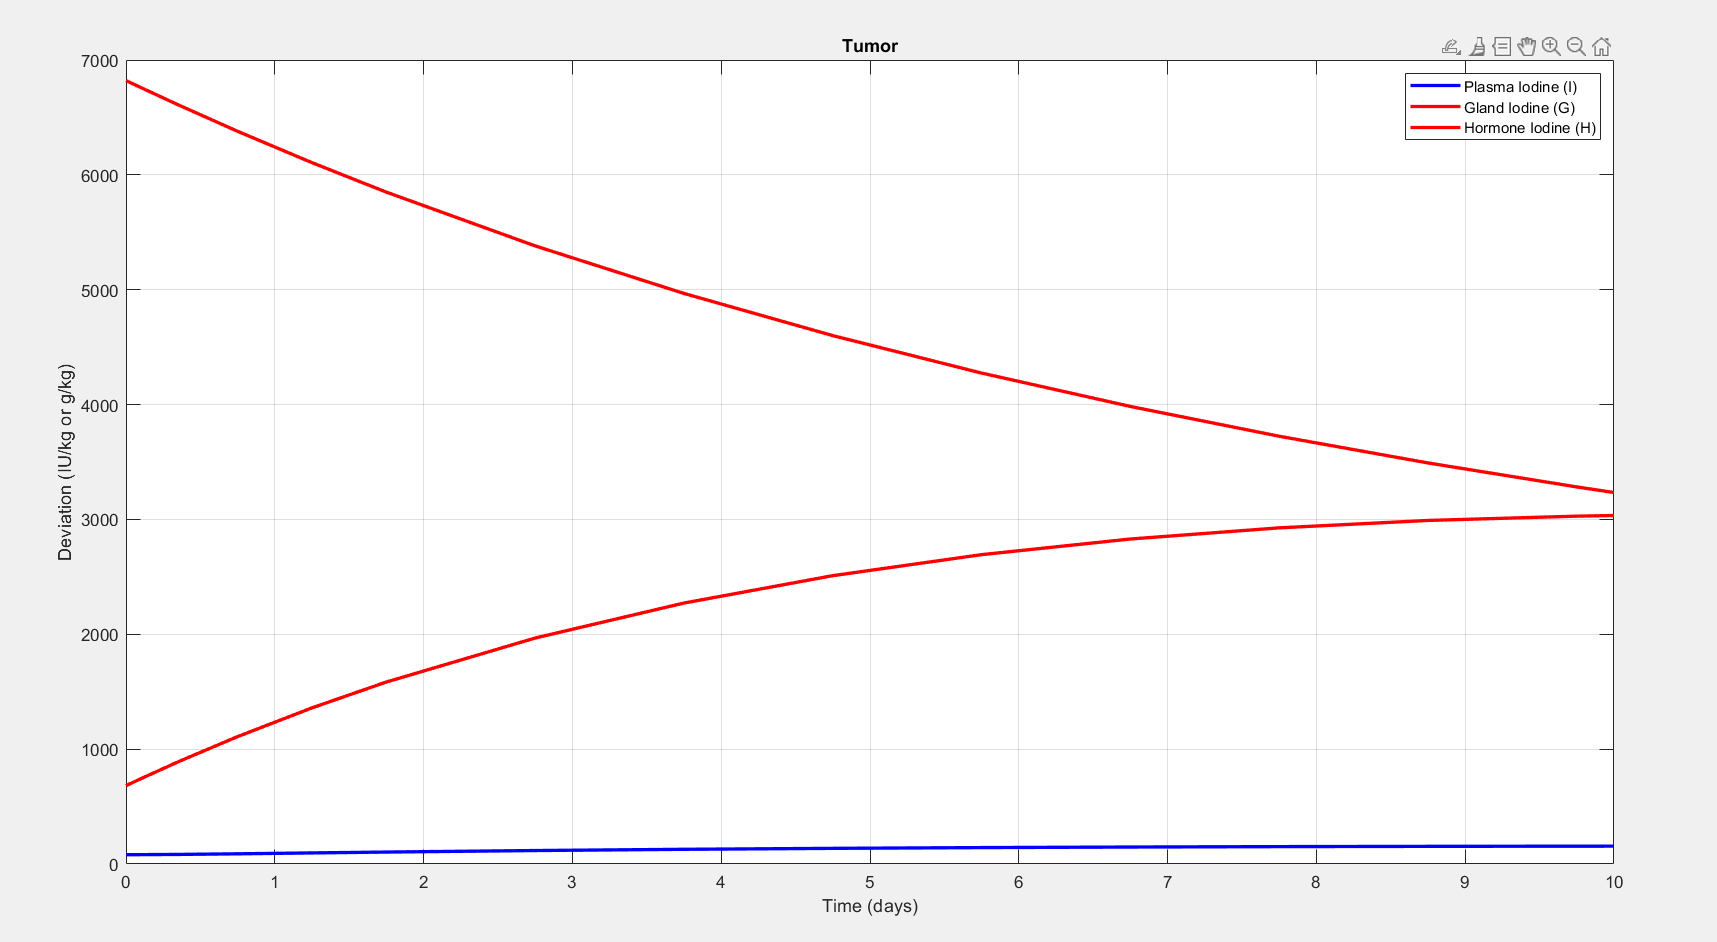 Tumor
7000
6000
5000
4000
3000
2000
1000
0
Deviation (IU/kg or g/kg)
Plasma Iodine (I)
Gland Iodine (G)
Hormone Iodine (H)
0 1 2 3 4 5 6 7 8 9 10
Time (days)